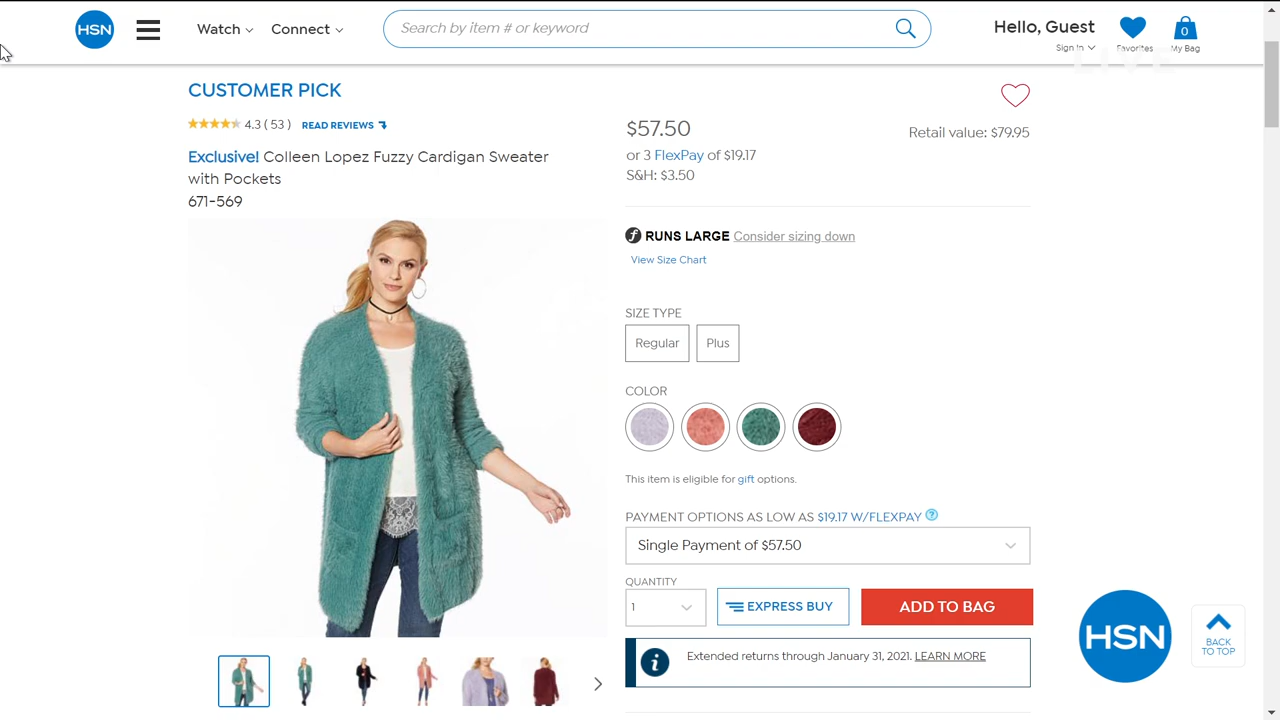 HSN
Watch
Connect
Search by item # or keyword
Hello, Guest
Sign In
Favorites
0
My Bag
LIVE
CUSTOMER PICK
4.3 ( 53 ) READ REVIEWS
Exclusive! Colleen Lopez Fuzzy Cardigan Sweater
with Pockets
671-569
$57.50
Retail value: $79.95
or 3 FlexPay of $19.17
S&H: $3.50
f RUNS LARGE Consider sizing down
View Size Chart
SIZE TYPE
Regular
Plus
COLOR
This item is eligible for gift options.
PAYMENT OPTIONS AS LOW AS $19.17 W/FLEXPAY ?
Single Payment of $57.50
QUANTITY
1
EXPRESS BUY
ADD TO BAG
i Extended returns through January 31, 2021. LEARN MORE
HSN
BACK
TO TOP